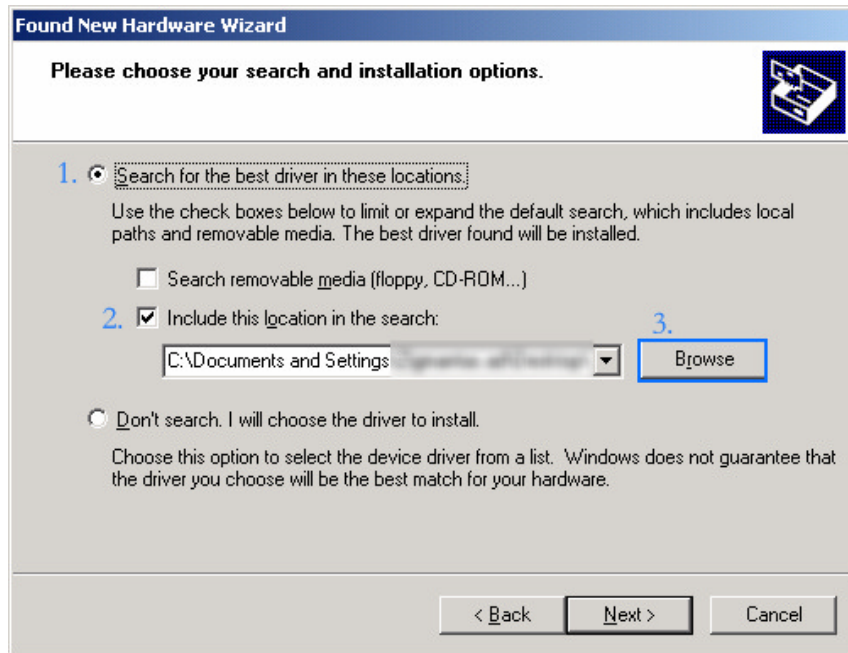 Found New Hardware Wizard
Please choose your search and installation options.
1. Search for the best driver in these locations.
Use the check boxes below to limit or expand the default search, which includes local
paths and removable media. The best driver found will be installed.
Search removable media (floppy, CD-ROM...)
2. Include this location in the search:
3.
C:\Documents and Settings
Browse
Don't search. I will choose the driver to install.
Choose this option to select the device driver from a list. Windows does not guarantee that
the driver you choose will be the best match for your hardware.
< Back Next > Cancel